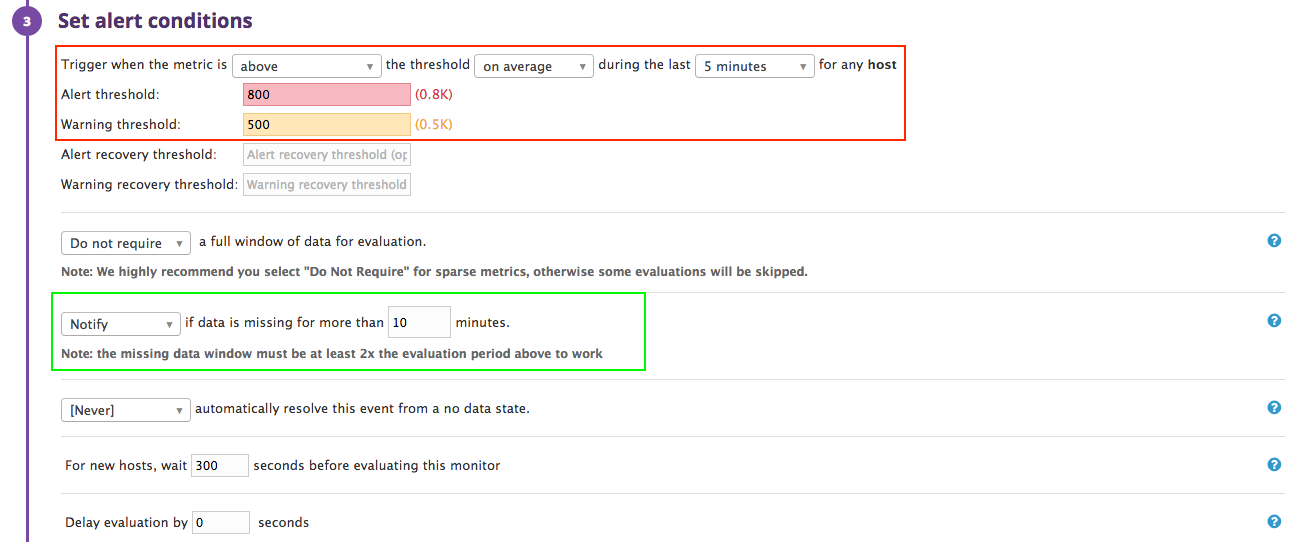 3 Set alert conditions
Trigger when the metric is above the threshold on average during the last 5 minutes for any host
Alert threshold: 800 (0.8K)
Warning threshold: 500 (0.5K)
Alert recovery threshold: Alert recovery threshold (op
Warning recovery threshold: Warning recovery threshold
Do not require a full window of data for evaluation.
Note: We highly recommend you select "Do Not Require" for sparse metrics, otherwise some evaluations will be skipped.
Notify if data is missing for more than 10 minutes.
Note: the missing data window must be at least 2x the evaluation period above to work
[Never] automatically resolve this event from a no data state.
For new hosts, wait 300 seconds before evaluating this monitor
Delay evaluation by 0 seconds